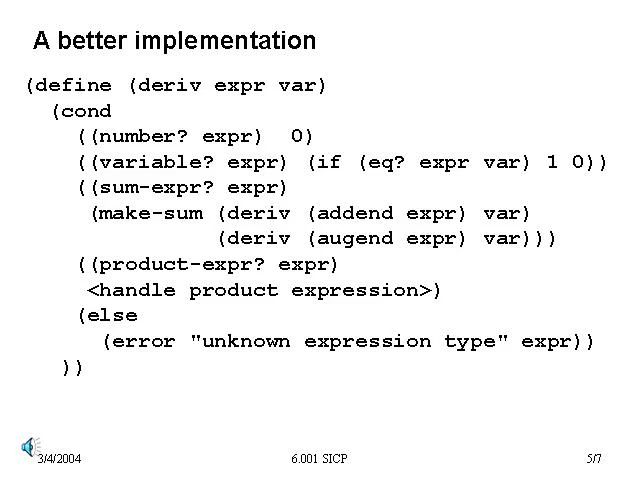 A better implementation
(define (deriv expr var)
  (cond
    ((number? expr)  0)
    ((variable? expr) (if (eq? expr var) 1 0))
    ((sum-expr? expr)
     (make-sum (deriv (addend expr) var)
               (deriv (augend expr) var)))
    ((product-expr? expr)
     <handle product expression>)
    (else
      (error "unknown expression type" expr))
   ))
3/4/2004 6.001 SICP 5/7